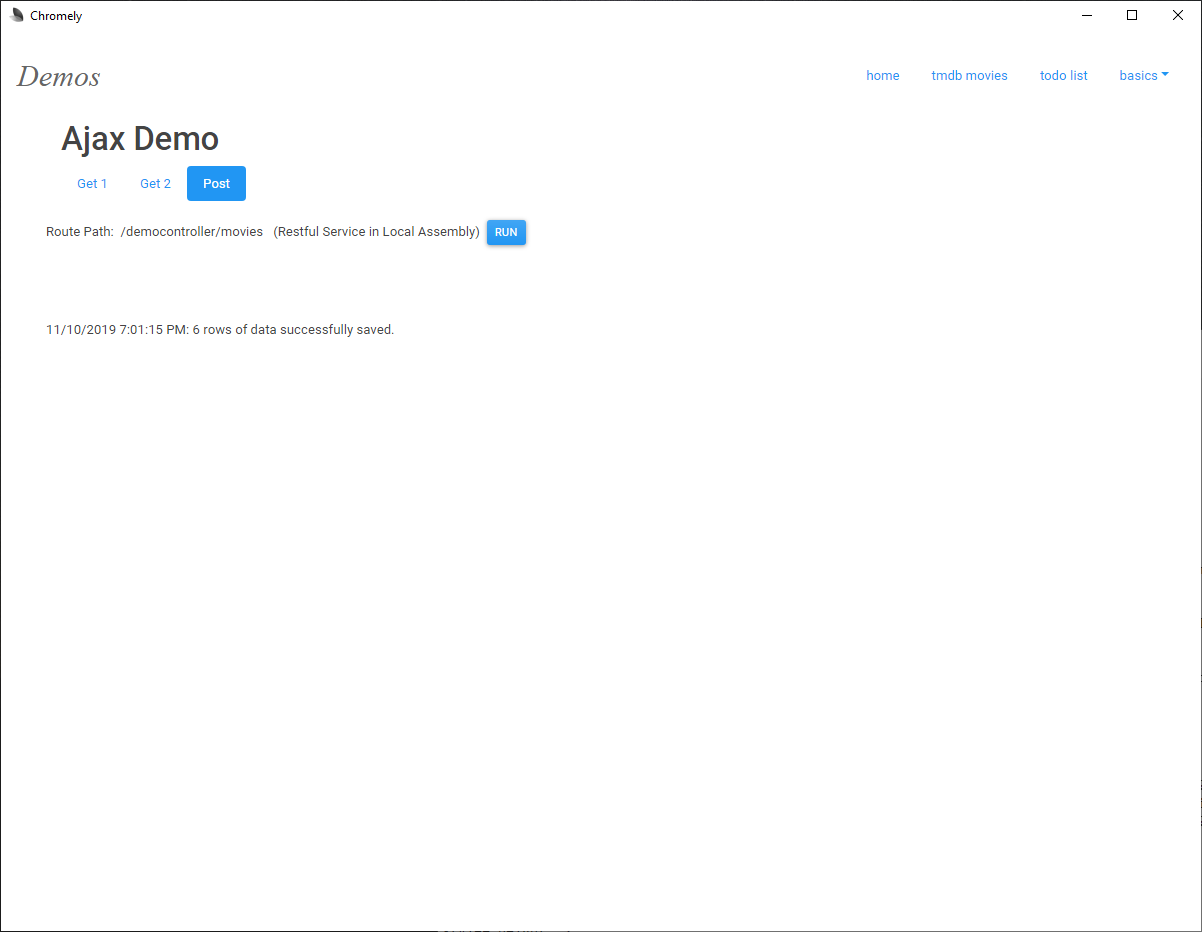 Chromely
Demos
home tmdb movies todo list basics
Ajax Demo
Get 1 Get 2 Post
Route Path: /democontroller/movies (Restful Service in Local Assembly) RUN
11/10/2019 7:01:15 PM: 6 rows of data successfully saved.